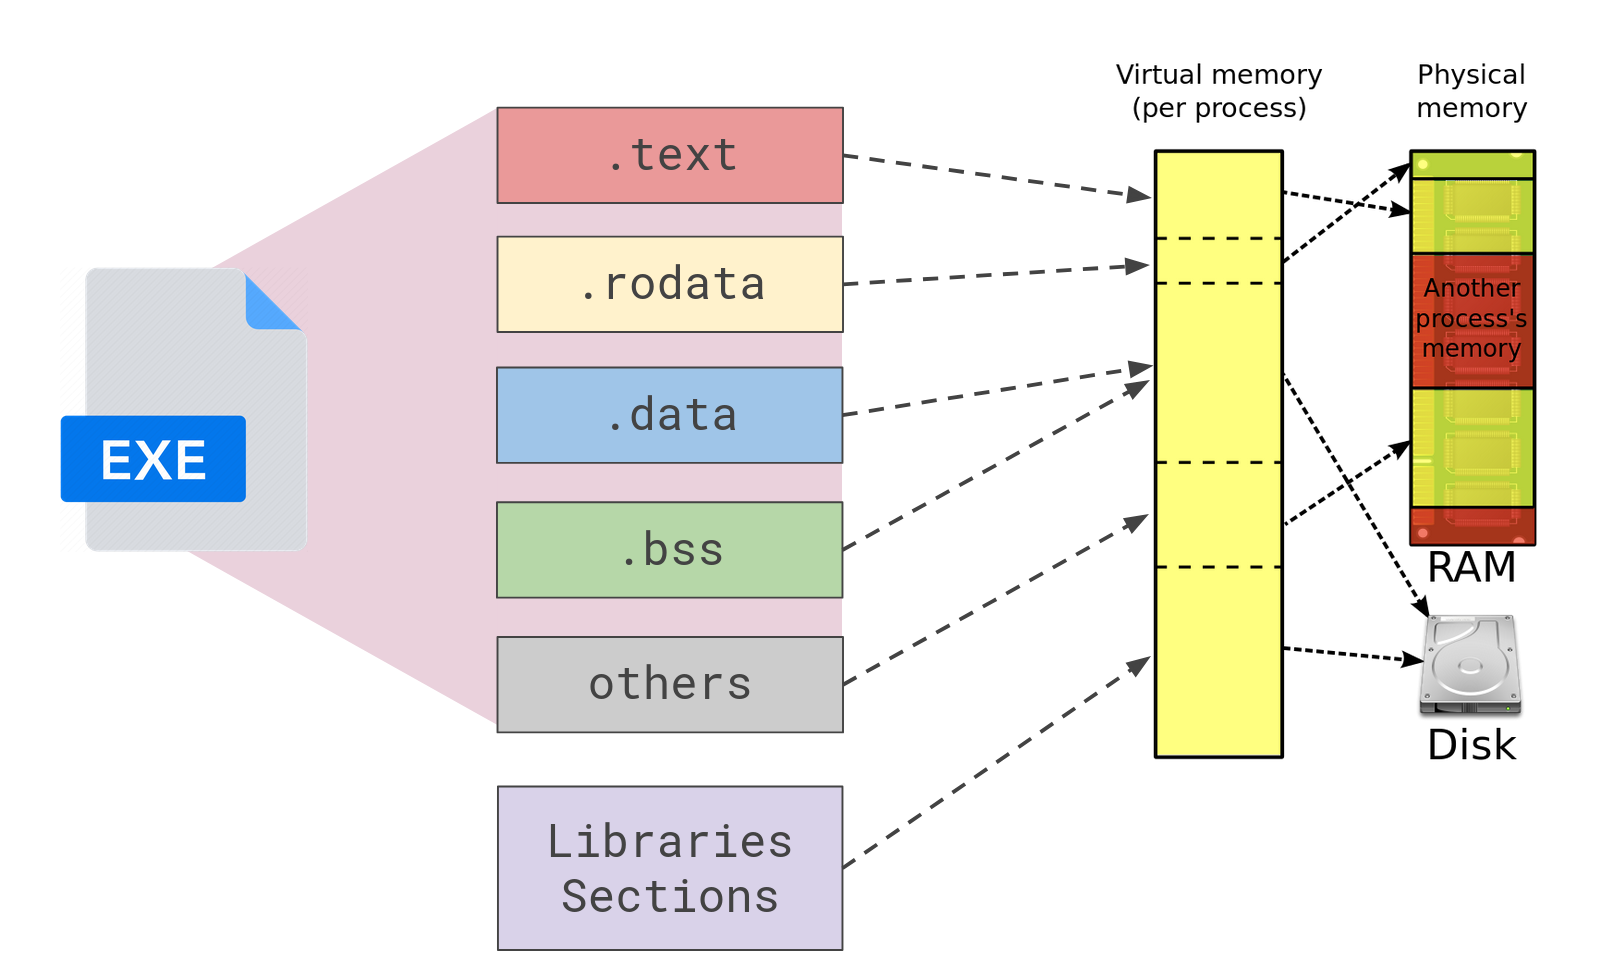 Virtual memory
(per process)
Physical
memory
.text
.rodata
.data
.bss
others
Libraries
Sections
EXE
Another
process's
memory
RAM
Disk